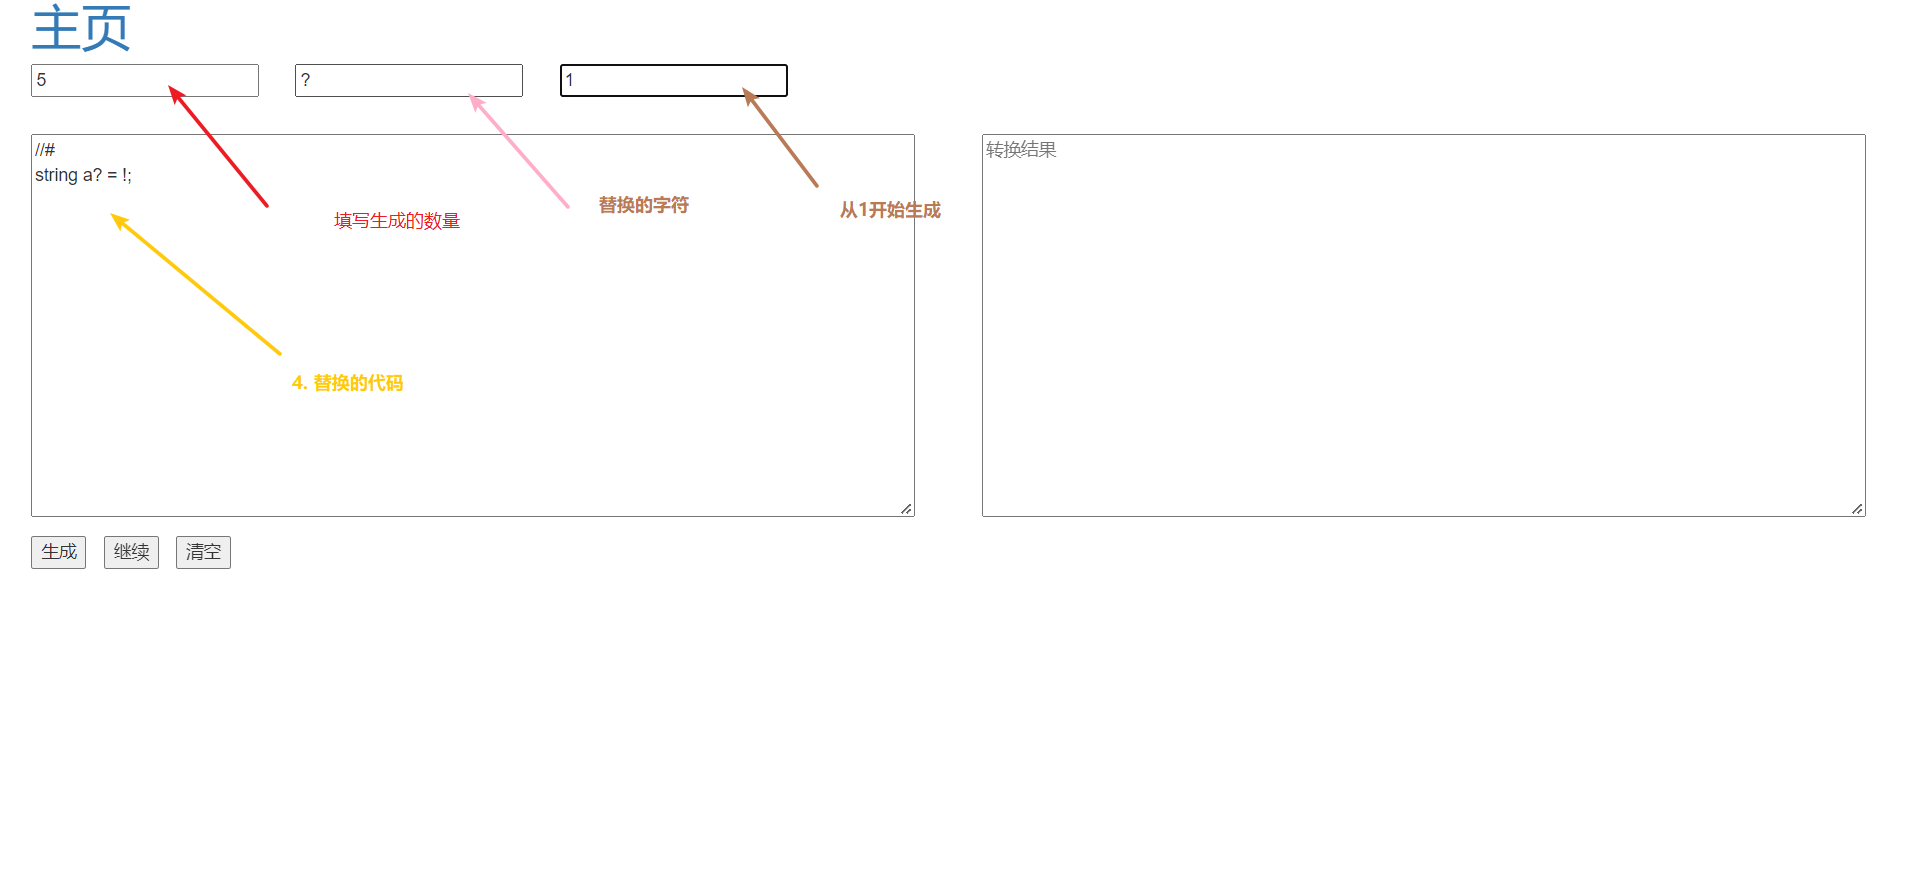 主页
5
?
1
//#
string a? = !;
转换结果
替换的字符
从1开始生成
填写生成的数量
4. 替换的代码
生成
继续
清空